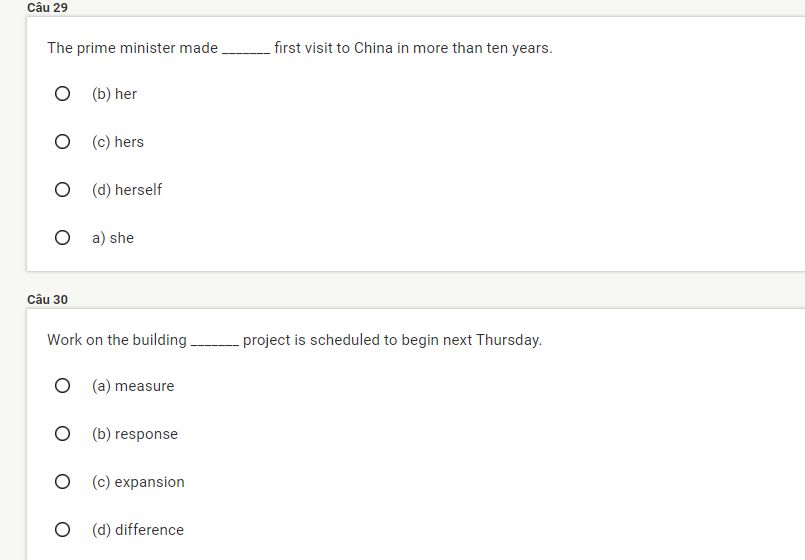 Câu 29
The prime minister made _______ first visit to China in more than ten years.
(b) her
(c) hers
(d) herself
a) she
Câu 30
Work on the building _______ project is scheduled to begin next Thursday.
(a) measure
(b) response
(c) expansion
(d) difference